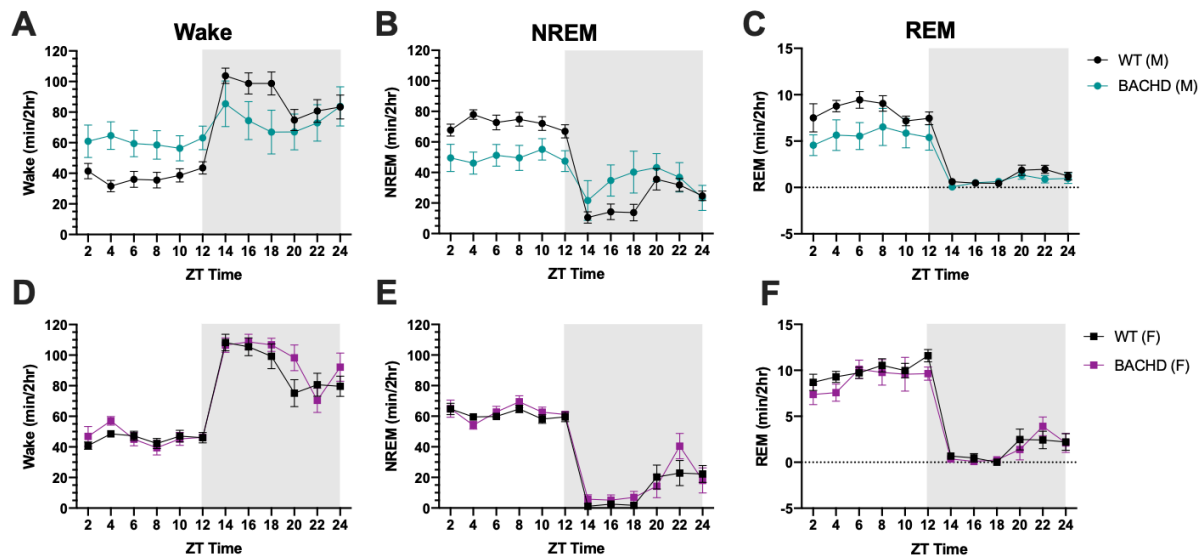 A
Wake
Wake (min/2hr)
120
100
80
60
40
20
0
2 4 6 8 10 12 14 16 18 20 22 24
ZT Time
B
NREM
NREM (min/2hr)
120
100
80
60
40
20
0
2 4 6 8 10 12 14 16 18 20 22 24
ZT Time
C
REM
REM (min/2hr)
15
10
5
0
-5
2 4 6 8 10 12 14 16 18 20 22 24
ZT Time
WT (M)
BACHD (M)
D
Wake (min/2hr)
120
100
80
60
40
20
0
2 4 6 8 10 12 14 16 18 20 22 24
ZT Time
E
NREM (min/2hr)
120
100
80
60
40
20
0
2 4 6 8 10 12 14 16 18 20 22 24
ZT Time
F
REM (min/2hr)
15
10
5
0
-5
2 4 6 8 10 12 14 16 18 20 22 24
ZT Time
WT (F)
BACHD (F)